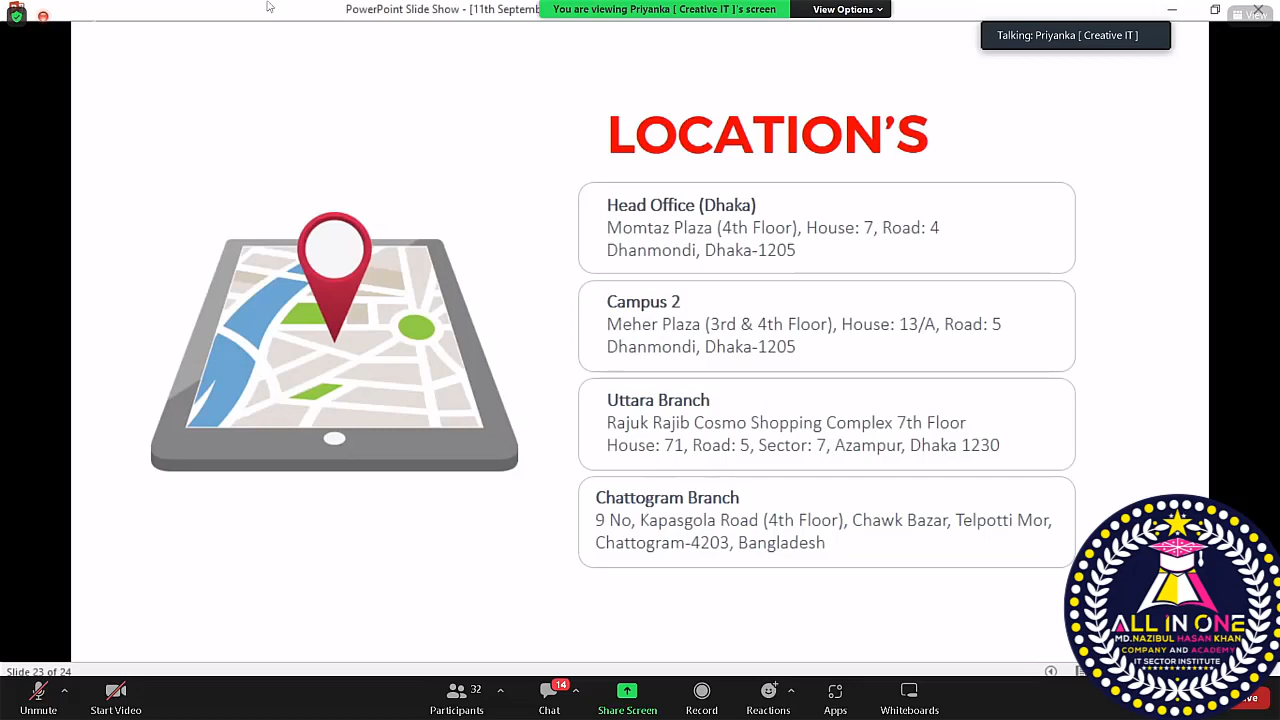 PowerPoint Slide Show - [11th Septemb
You are viewing Priyanka [ Creative IT ]'s screen
View Options
View
Talking: Priyanka [ Creative IT ]
LOCATION’S
Head Office (Dhaka)
Momtaz Plaza (4th Floor), House: 7, Road: 4
Dhanmondi, Dhaka-1205
Campus 2
Meher Plaza (3rd & 4th Floor), House: 13/A, Road: 5
Dhanmondi, Dhaka-1205
Uttara Branch
Rajuk Rajib Cosmo Shopping Complex 7th Floor
House: 71, Road: 5, Sector: 7, Azampur, Dhaka 1230
Chattogram Branch
9 No, Kapasgola Road (4th Floor), Chawk Bazar, Telpotti Mor,
Chattogram-4203, Bangladesh
ALL IN ONE
MD.NAZIBUL HASAN KHAN
COMPANY AND ACADEMY
IT SECTOR INSTITUTE
Slide 23 of 24
32
14
Unmute
Start Video
Participants
Chat
Share Screen
Record
Reactions
Apps
Whiteboards